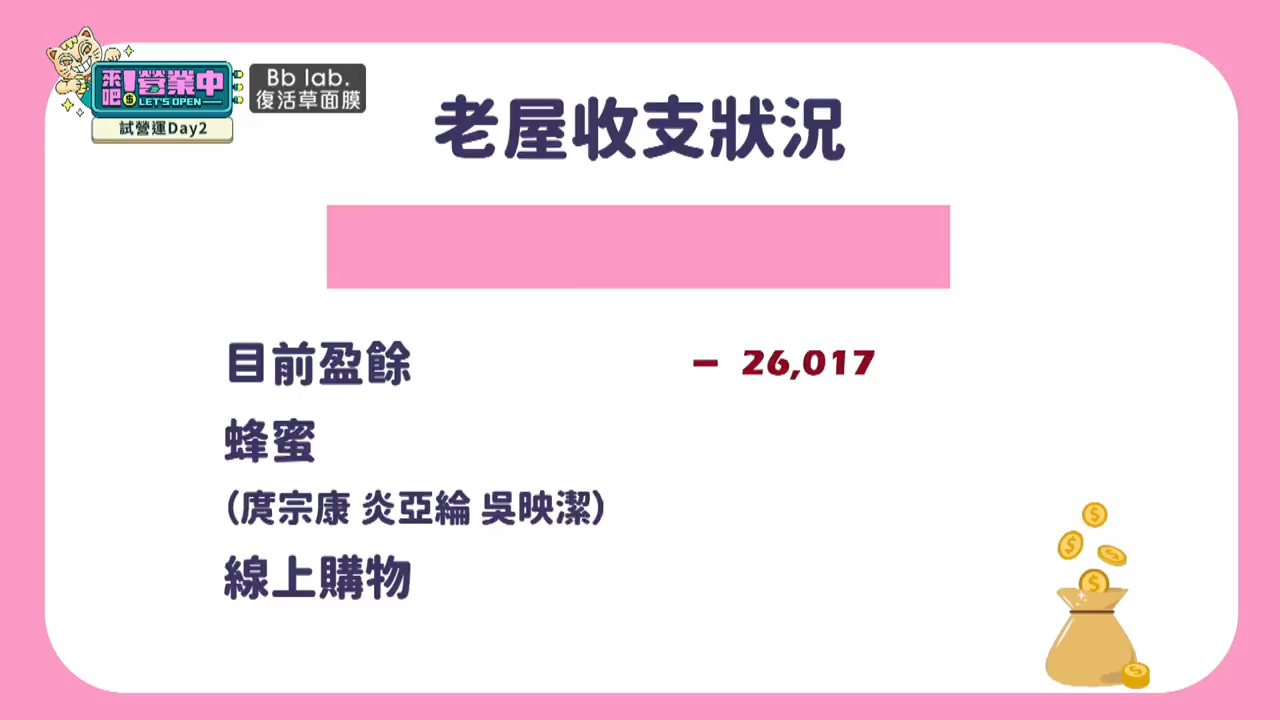 來吧!營業中
LET'S OPEN
試營運Day2
Bb lab.
復活草面膜
老屋收支狀況
目前盈餘 － 26,017
蜂蜜
(庹宗康 炎亞綸 吳映潔)
線上購物